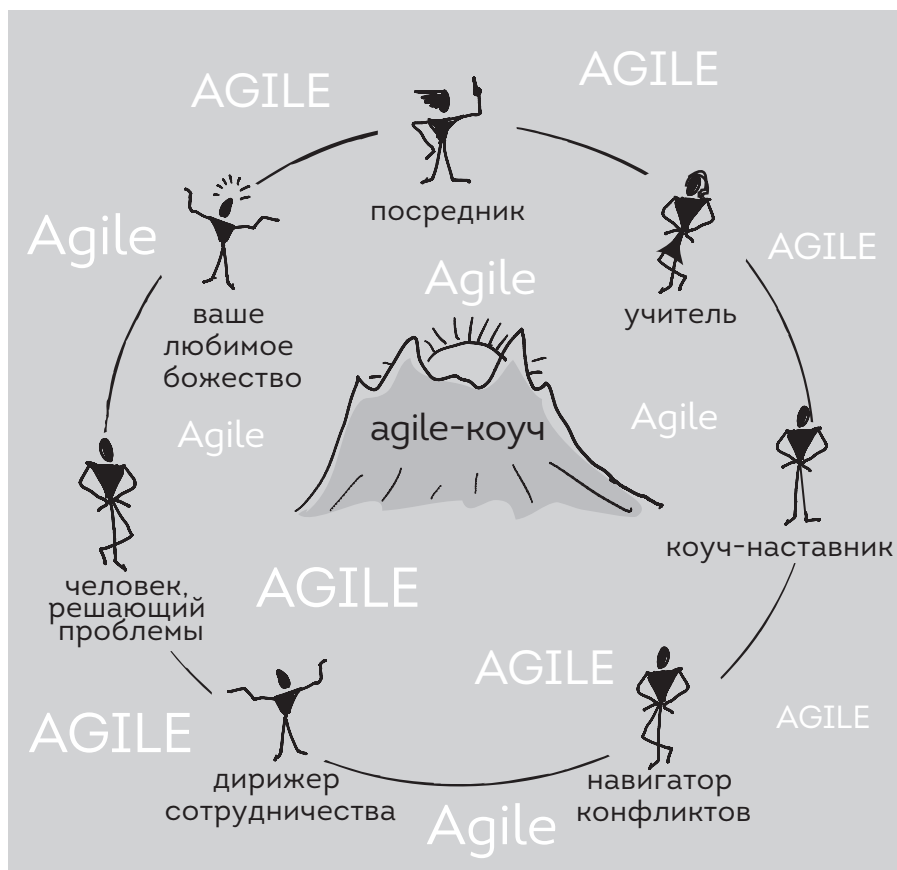 AGILE
AGILE
посредник
Agile
AGILE
Agile
ваше
любимое
божество
учитель
Agile
agile-коуч
Agile
коуч-наставник
человек,
решающий
проблемы
AGILE
AGILE
AGILE
AGILE
дирижер
сотрудничества
навигатор
конфликтов
Agile